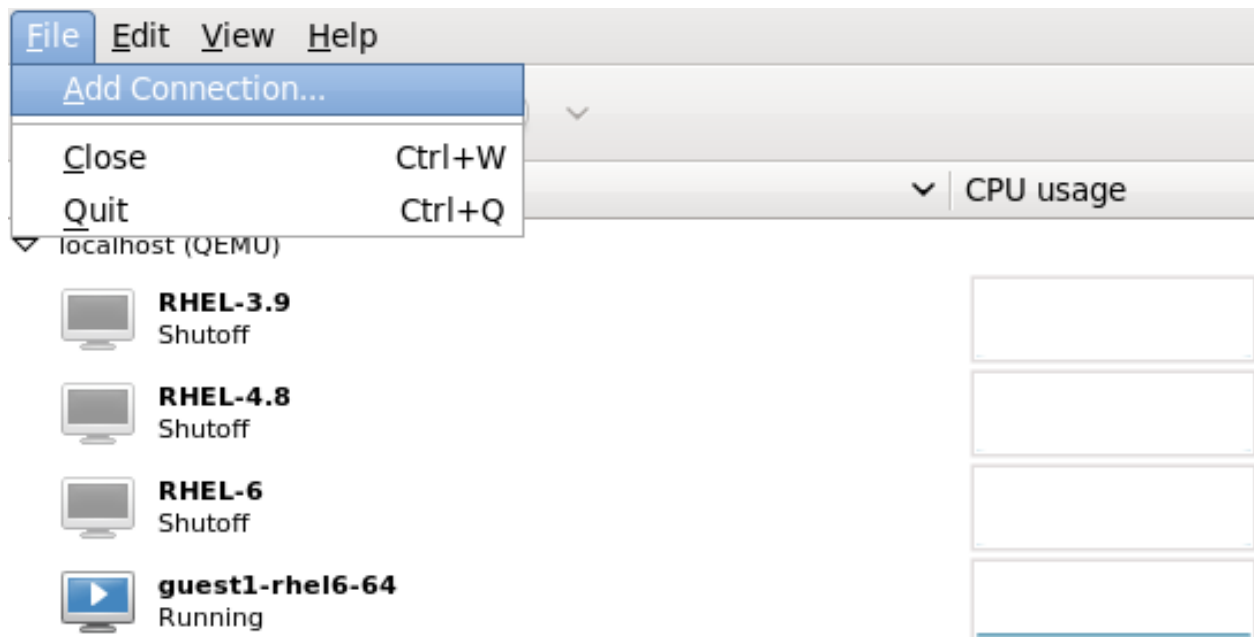 File Edit View Help
Add Connection...
Close Ctrl+W
Quit Ctrl+Q
CPU usage
localhost (QEMU)
RHEL-3.9
Shutoff
RHEL-4.8
Shutoff
RHEL-6
Shutoff
guest1-rhel6-64
Running